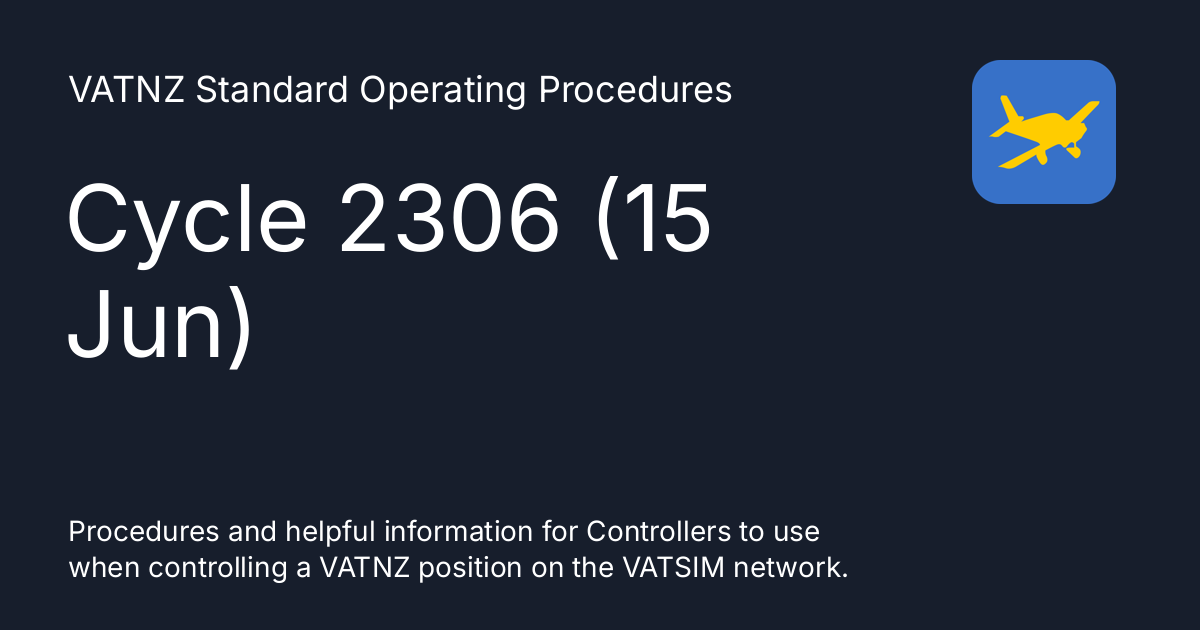 VATNZ Standard Operating Procedures
Cycle 2306 (15
Jun)
Procedures and helpful information for Controllers to use
when controlling a VATNZ position on the VATSIM network.